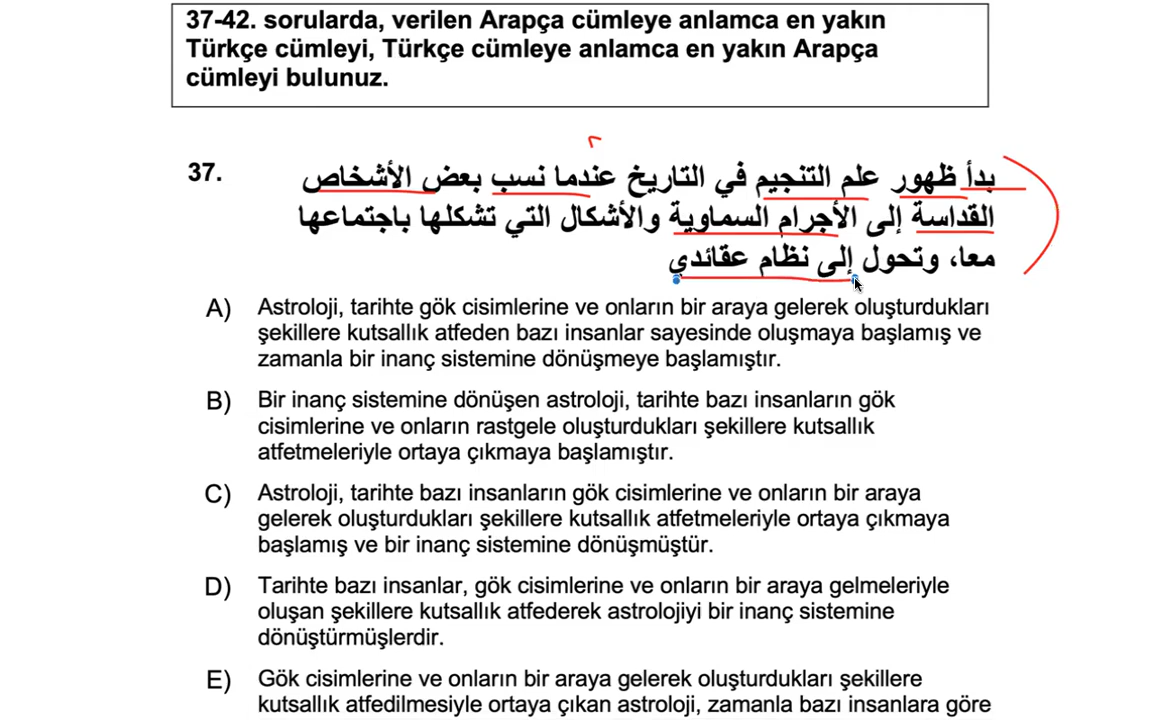 37-42. sorularda, verilen Arapça cümleye anlamca en yakın
Türkçe cümleyi, Türkçe cümleye anlamca en yakın Arapça
cümleyi bulunuz.
37.
بدأ ظهور علم التنجيم في التاريخ عندما نسب بعض الأشخاص
القداسة إلى الأجرام السماوية والأشكال التي تشكلها باجتماعها
معا، وتحول إلى نظام عقائدي
A) Astroloji, tarihte gök cisimlerine ve onların bir araya gelerek oluşturdukları
şekillere kutsallık atfeden bazı insanlar sayesinde oluşmaya başlamış ve
zamanla bir inanç sistemine dönüşmeye başlamıştır.
B) Bir inanç sistemine dönüşen astroloji, tarihte bazı insanların gök
cisimlerine ve onların rastgele oluşturdukları şekillere kutsallık
atfetmeleriyle ortaya çıkmaya başlamıştır.
C) Astroloji, tarihte bazı insanların gök cisimlerine ve onların bir araya
gelerek oluşturdukları şekillere kutsallık atfetmeleriyle ortaya çıkmaya
başlamış ve bir inanç sistemine dönüşmüştür.
D) Tarihte bazı insanlar, gök cisimlerine ve onların bir araya gelmeleriyle
oluşan şekillere kutsallık atfederek astrolojiyi bir inanç sistemine
dönüştürmüşlerdir.
E) Gök cisimlerine ve onların bir araya gelerek oluşturdukları şekillere
kutsallık atfedilmesiyle ortaya çıkan astroloji, zamanla bazı insanlara göre